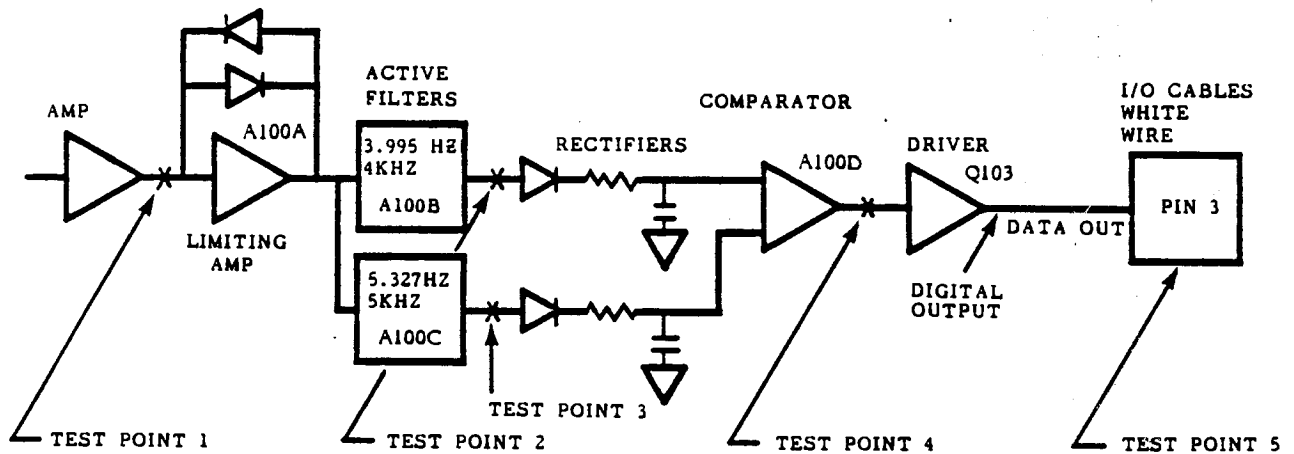 AMP
A100A
LIMITING
AMP
ACTIVE
FILTERS
3.995 HZ
4KHZ
A100B
5.327HZ
5KHZ
A100C
RECTIFIERS
COMPARATOR
A100D
DRIVER
Q103
DATA OUT
DIGITAL
OUTPUT
I/O CABLES
WHITE
WIRE
PIN 3
TEST POINT 1
TEST POINT 2
TEST POINT 3
TEST POINT 4
TEST POINT 5